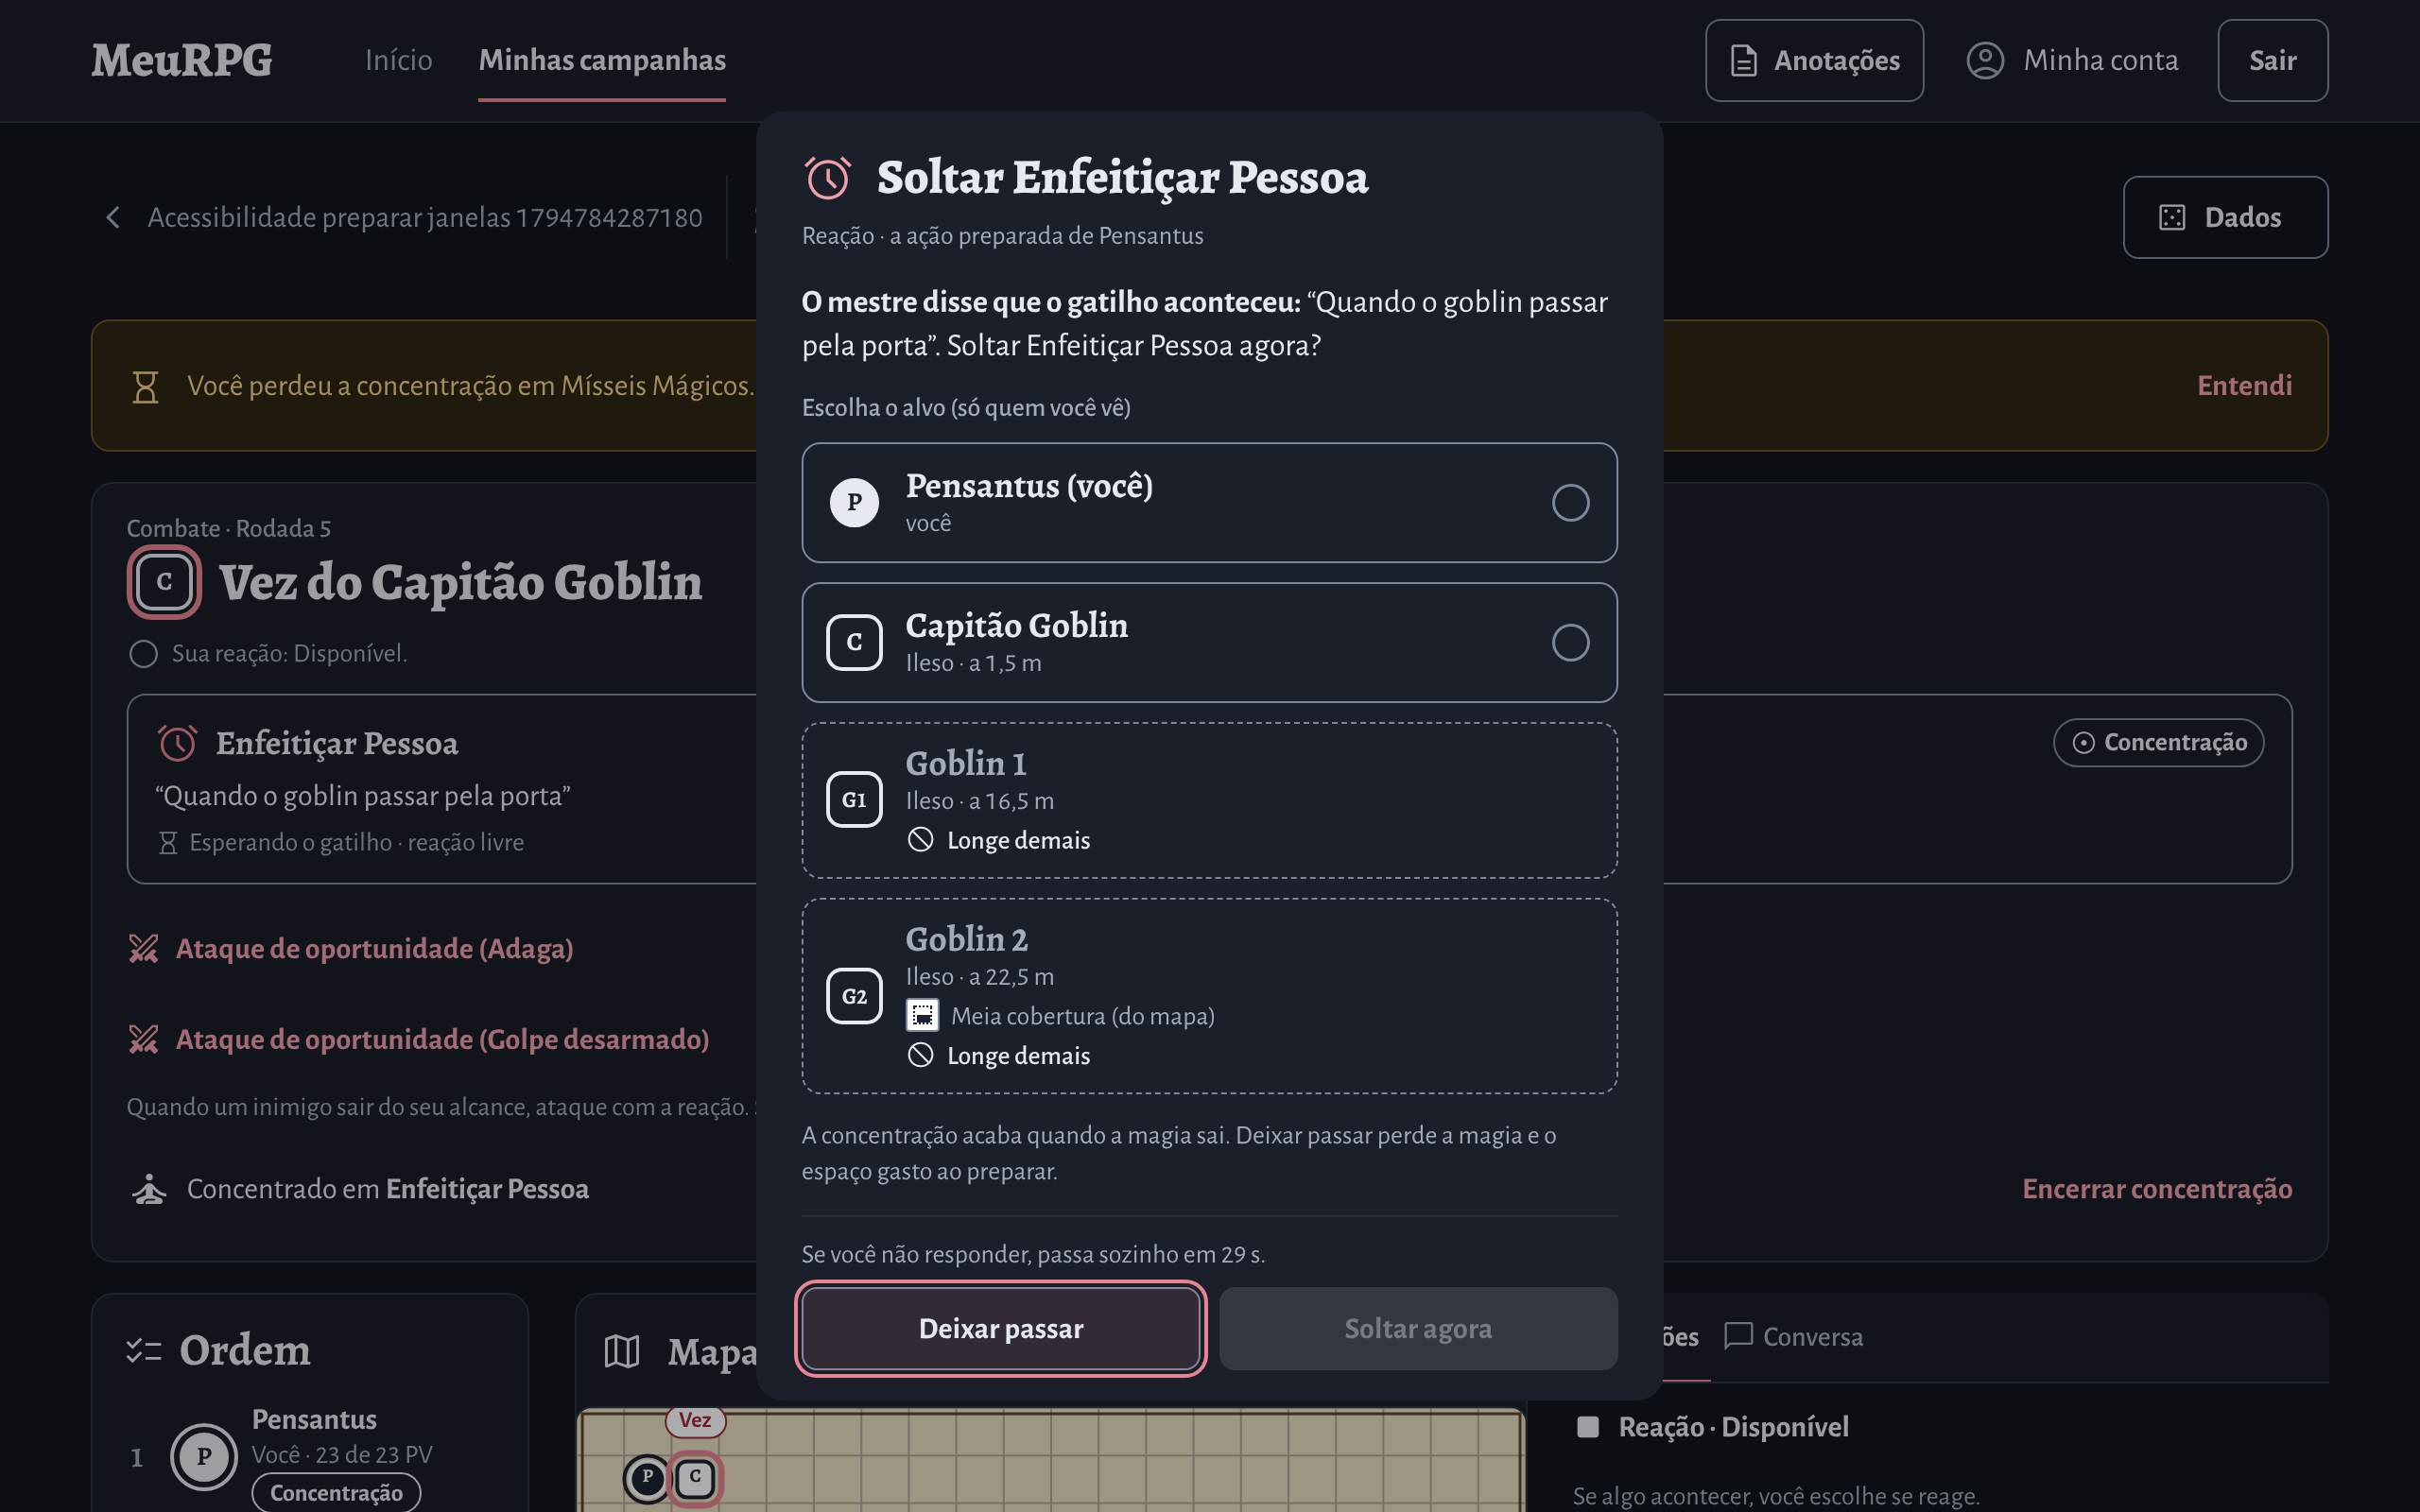 MeuRPG
Início
Minhas campanhas
Anotações
Minha conta
Sair
Acessibilidade preparar janelas 1794784287180
Dados
Você perdeu a concentração em Mísseis Mágicos.
Entendi
Combate · Rodada 5
C
Vez do Capitão Goblin
Sua reação: Disponível.
Enfeitiçar Pessoa
Concentração
“Quando o goblin passar pela porta”
Esperando o gatilho · reação livre
Ataque de oportunidade (Adaga)
Ataque de oportunidade (Golpe desarmado)
Quando um inimigo sair do seu alcance, ataque com a reação.
Concentrado em Enfeitiçar Pessoa
Encerrar concentração
Soltar Enfeitiçar Pessoa
Reação · a ação preparada de Pensantus
O mestre disse que o gatilho aconteceu: “Quando o goblin passar
pela porta”. Soltar Enfeitiçar Pessoa agora?
Escolha o alvo (só quem você vê)
P
Pensantus (você)
você
C
Capitão Goblin
Ileso · a 1,5 m
G1
Goblin 1
Ileso · a 16,5 m
Longe demais
G2
Goblin 2
Ileso · a 22,5 m
Meia cobertura (do mapa)
Longe demais
A concentração acaba quando a magia sai. Deixar passar perde a magia e o
espaço gasto ao preparar.
Se você não responder, passa sozinho em 29 s.
Deixar passar
Soltar agora
Ordem
1
P
Pensantus
Você · 23 de 23 PV
Concentração
Mapa
Vez
P
C
ões
Conversa
Reação · Disponível
Se algo acontecer, você escolhe se reage.